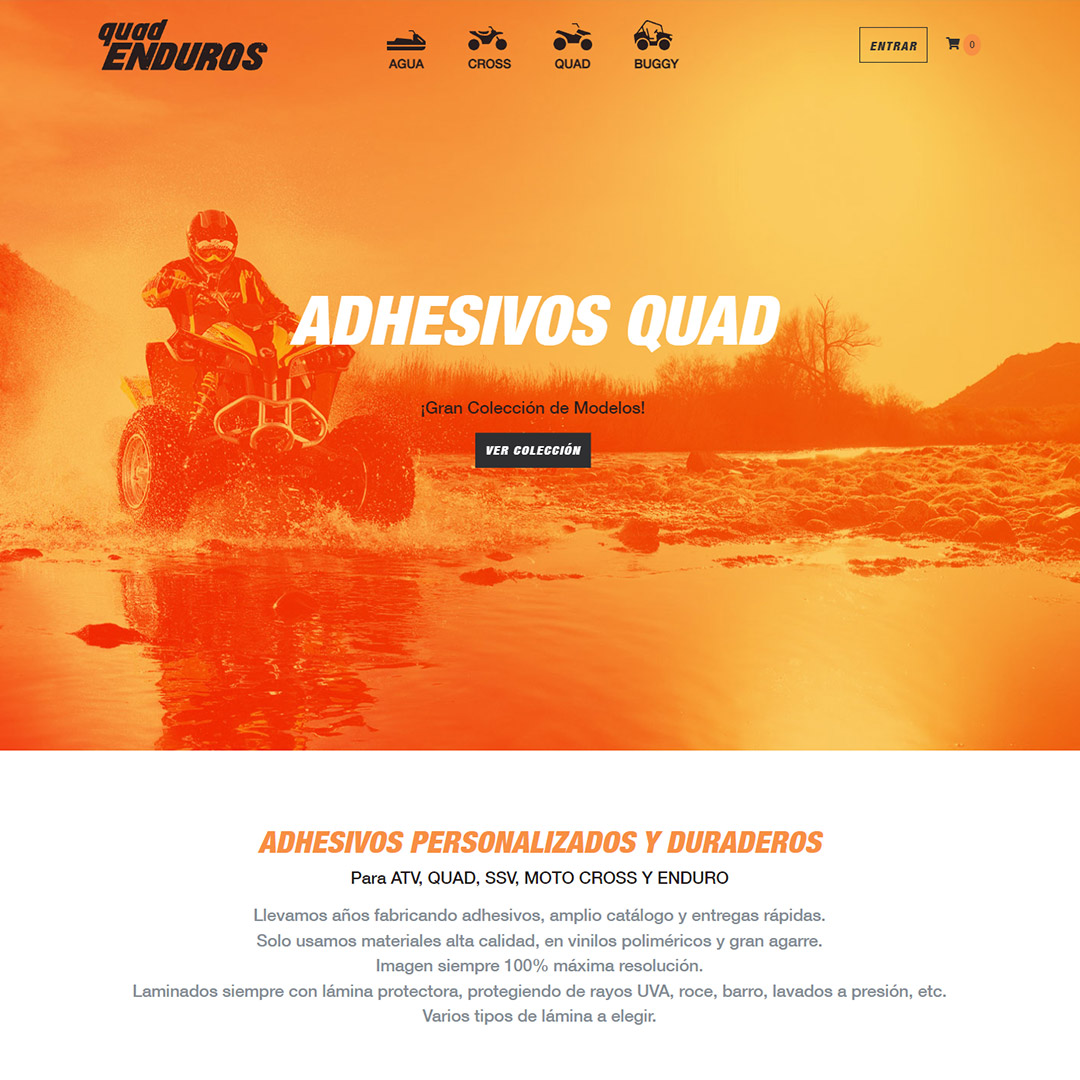 quad
ENDUROS
AGUA
CROSS
QUAD
BUGGY
ENTRAR
0
ADHESIVOS QUAD
¡Gran Colección de Modelos!
VER COLECCIÓN
ADHESIVOS PERSONALIZADOS Y DURADEROS
Para ATV, QUAD, SSV, MOTO CROSS Y ENDURO
Llevamos años fabricando adhesivos, amplio catálogo y entregas rápidas.
Solo usamos materiales alta calidad, en vinilos poliméricos y gran agarre.
Imagen siempre 100% máxima resolución.
Laminados siempre con lámina protectora, protegiendo de rayos UVA, roce, barro, lavados a presión, etc.
Varios tipos de lámina a elegir.